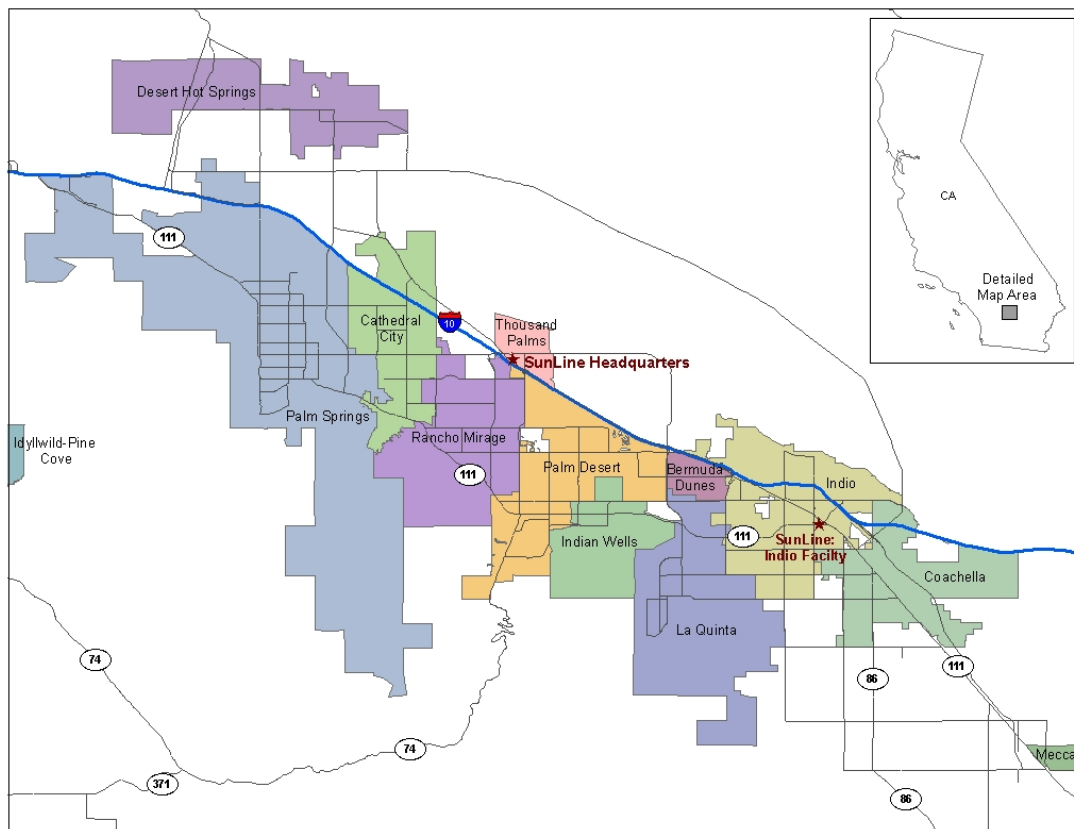 Desert Hot Springs
CA
Detailed
Map Area
111
10
Thousand
Palms
Cathedral
City
SunLine Headquarters
Palm Springs
Idyllwild-Pine
Cove
Rancho Mirage
111
Palm Desert
Bermuda
Dunes
Indio
111
SunLine:
Indio Facilty
Indian Wells
Coachella
La Quinta
74
86
111
74
Mecca
371
86